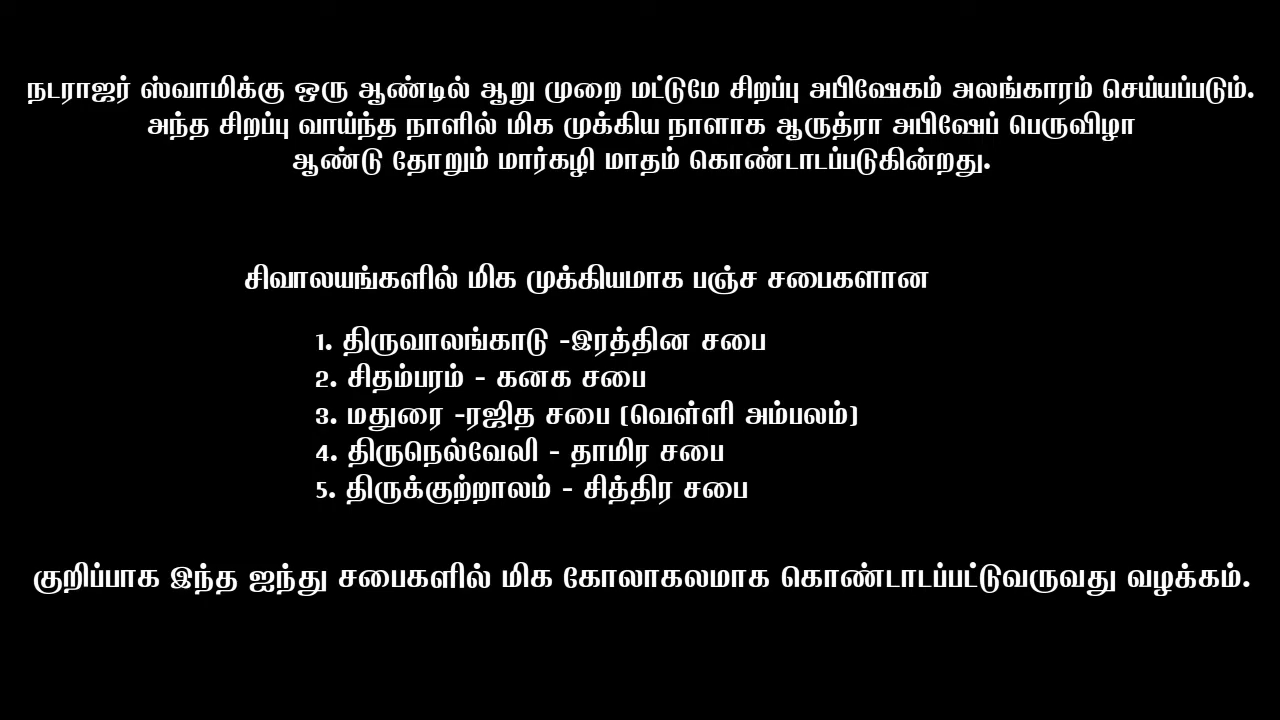 நடராஜர் ஸ்வாமிக்கு ஒரு ஆண்டில் ஆறு முறை மட்டுமே சிறப்பு அபிஷேகம் அலங்காரம் செய்யப்படும்.
அந்த சிறப்பு வாய்ந்த நாளில் மிக முக்கிய நாளாக ஆருத்ரா அபிஷேப் பெருவிழா
ஆண்டு தோறும் மார்கழி மாதம் கொண்டாடப்படுகின்றது.
சிவாலயங்களில் மிக முக்கியமாக பஞ்ச சபைகளான
1. திருவாலங்காடு -இரத்தின சபை
2. சிதம்பரம் - கனக சபை
3. மதுரை -ரஜித சபை (வெள்ளி அம்பலம்)
4. திருநெல்வேலி - தாமிர சபை
5. திருக்குற்றாலம் - சித்திர சபை
குறிப்பாக இந்த ஐந்து சபைகளில் மிக கோலாகலமாக கொண்டாடப்பட்டுவருவது வழக்கம்.